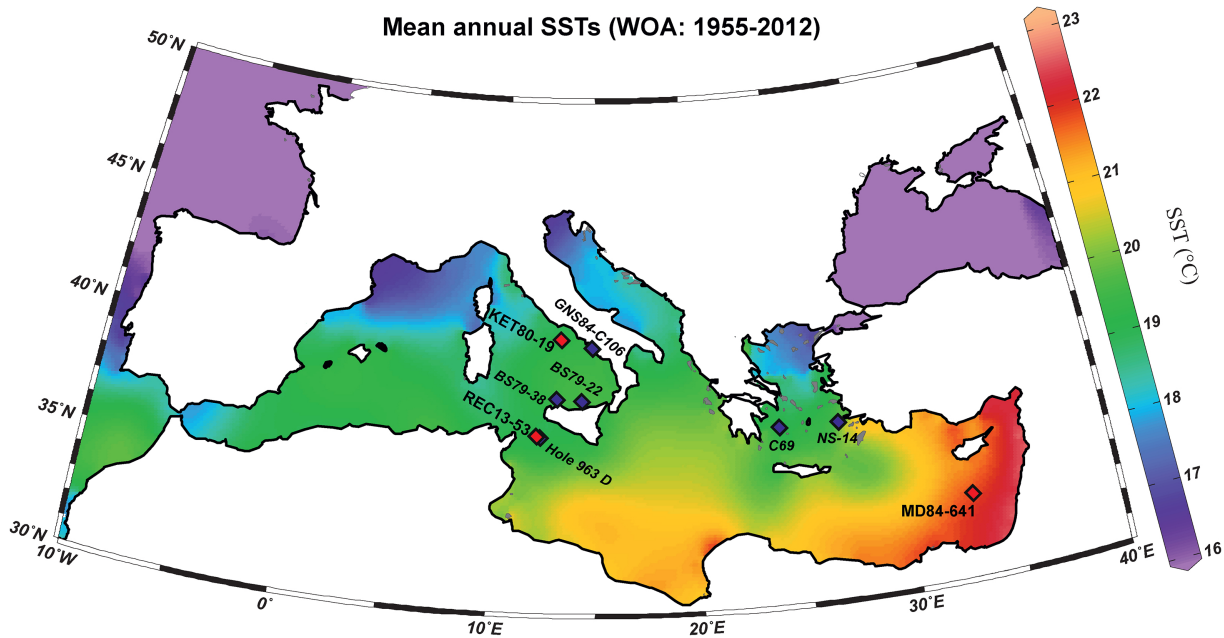 Mean annual SSTs (WOA: 1955-2012)
50°N
45°N
40°N
35°N
30°N
10°W
0°
10°E
20°E
30°E
40°E
KET80-19
GNS84-C106
BS79-38
BS79-22
REC13-53
Hole 963 D
C69
NS-14
MD84-641
23
22
21
20
19
18
17
16
SST (°C)